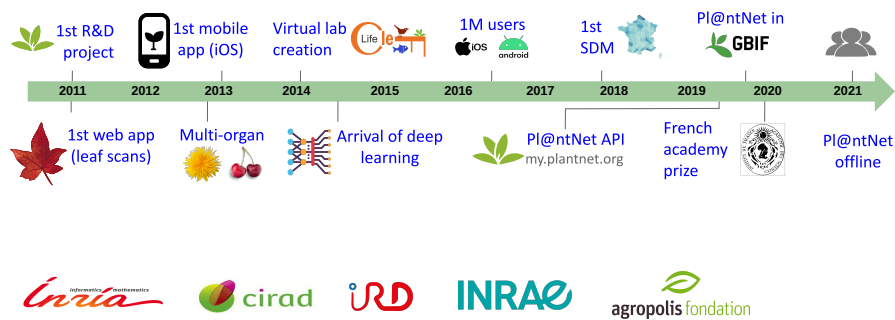 1st R&D
project
1st mobile
app (iOS)
Virtual lab
creation
Life
Cle
1M users
iOS
android
1st
SDM
Pl@ntNet in
GBIF
2011 2012 2013 2014 2015 2016 2017 2018 2019 2020 2021
1st web app
(leaf scans)
Multi-organ
Arrival of deep
learning
Pl@ntNet API
my.plantnet.org
French
academy
prize
Pl@ntNet
offline
informatics mathematics
Inria
cirad
iRD
INRAE
agropolis fondation